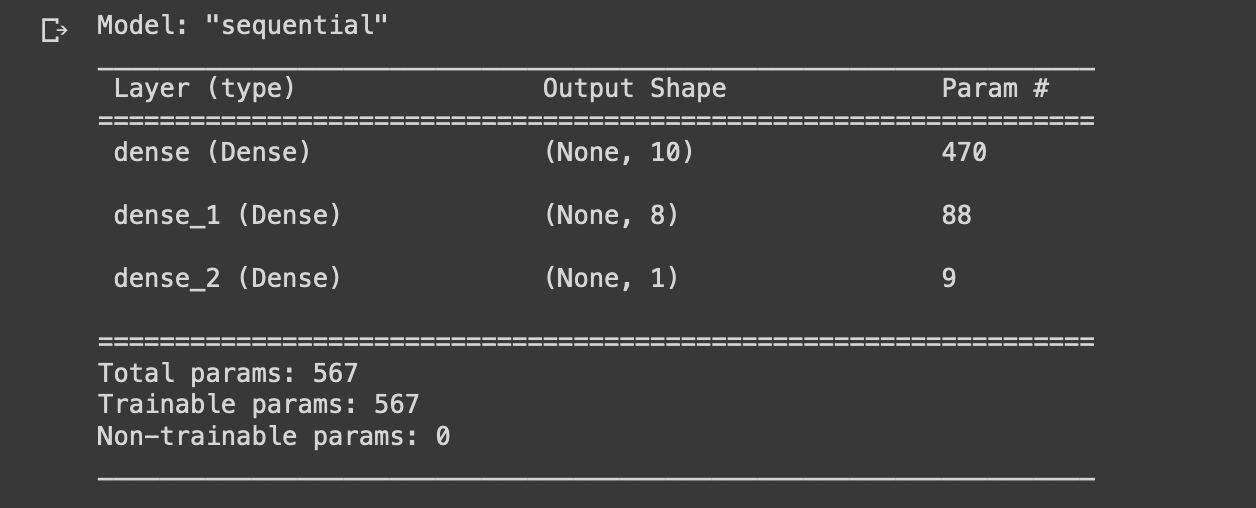 Model: "sequential"
Layer (type) Output Shape Param #
=================================================================
dense (Dense) (None, 10) 470
dense_1 (Dense) (None, 8) 88
dense_2 (Dense) (None, 1) 9
=================================================================
Total params: 567
Trainable params: 567
Non-trainable params: 0